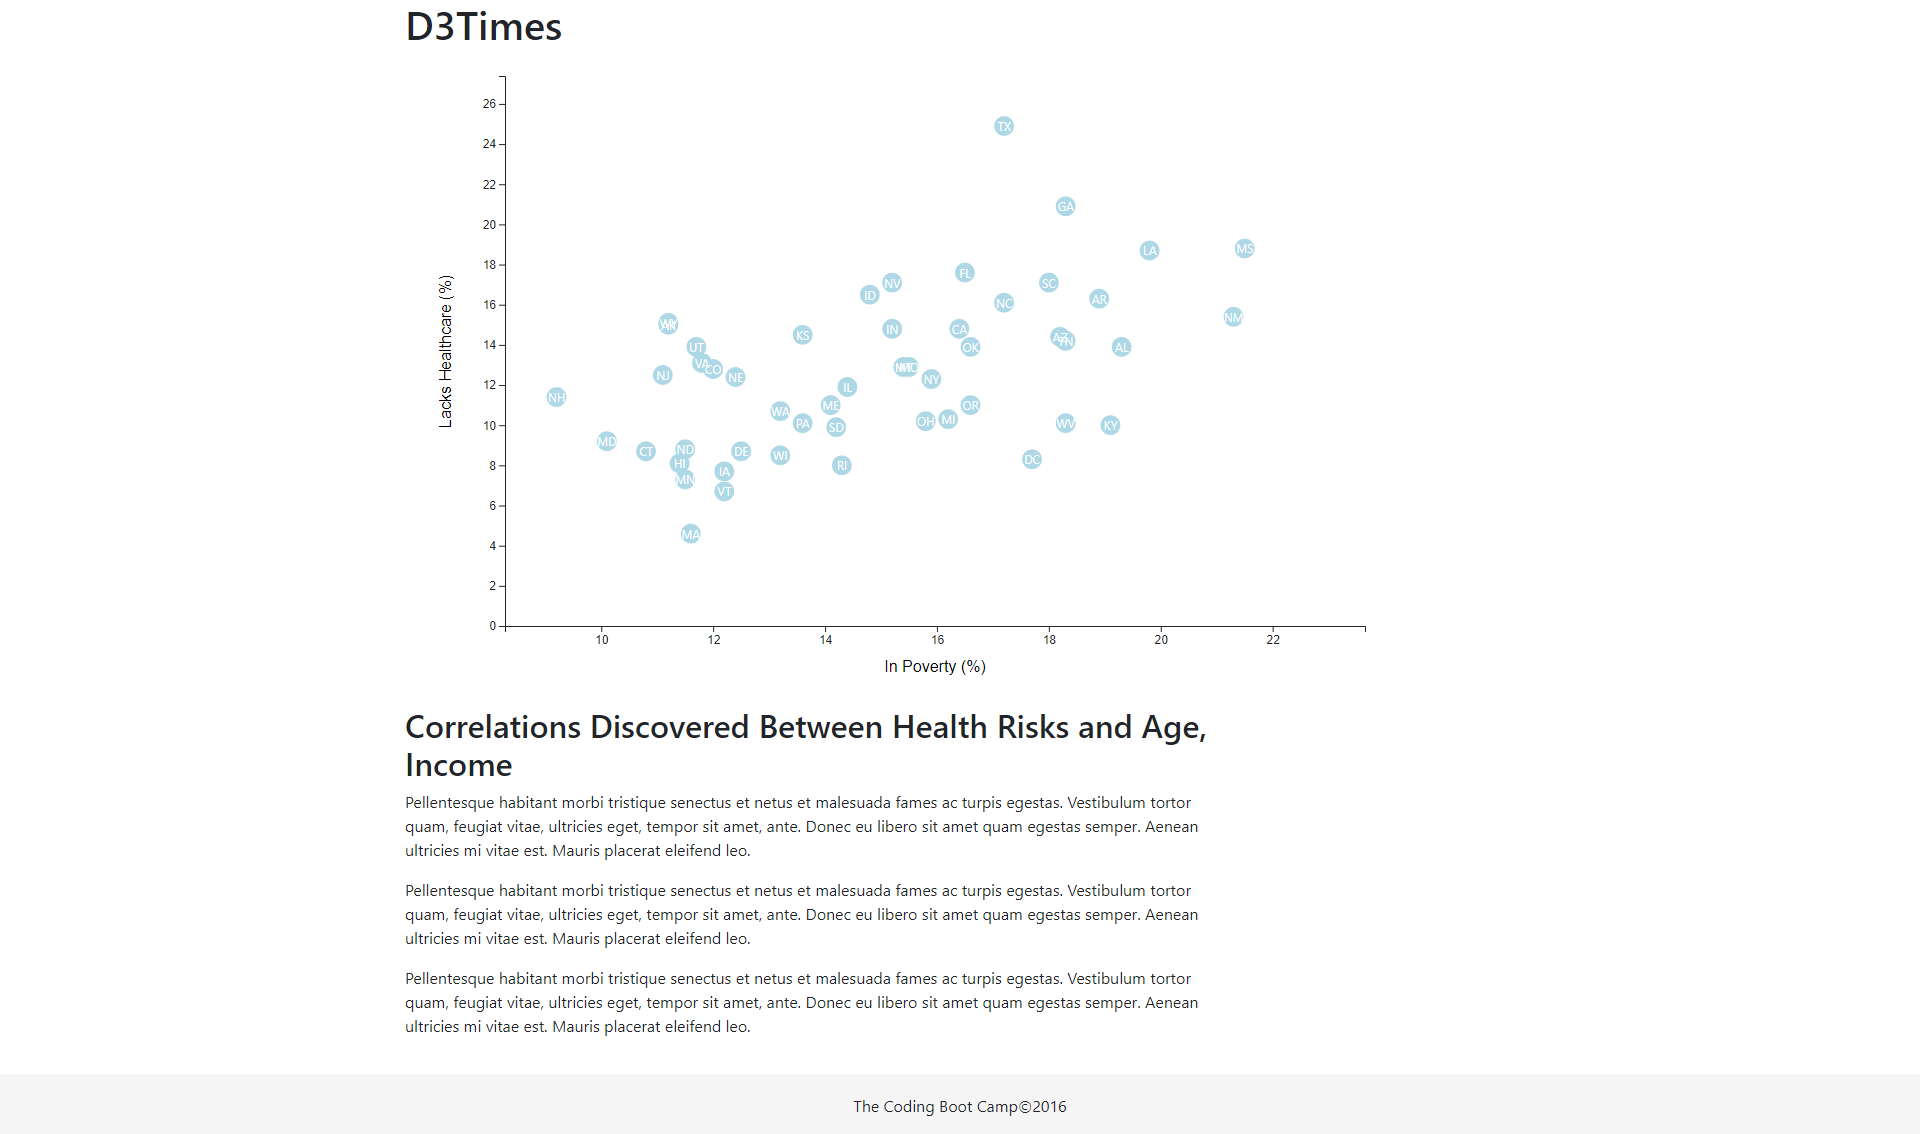 D3Times
26
TX
24
22
GA
20
LA
MS
18
FL
NV
SC
ID
NC
AR
16
NM
WY
KS
IN
CA
14
UT
OK
AZ
TN
AL
VA
CO
NJ
NE
MO
NY
12
IL
NH
WA
ME
OR
10
PA
SD
OH
MI
WV
KY
MD
CT
ND
DE
WI
DC
8
HI
IA
RI
MN
VT
6
MA
4
2
0
Lacks Healthcare (%)
10 12 14 16 18 20 22
In Poverty (%)
Correlations Discovered Between Health Risks and Age,
Income
Pellentesque habitant morbi tristique senectus et netus et malesuada fames ac turpis egestas. Vestibulum tortor
quam, feugiat vitae, ultricies eget, tempor sit amet, ante. Donec eu libero sit amet quam egestas semper. Aenean
ultricies mi vitae est. Mauris placerat eleifend leo.
Pellentesque habitant morbi tristique senectus et netus et malesuada fames ac turpis egestas. Vestibulum tortor
quam, feugiat vitae, ultricies eget, tempor sit amet, ante. Donec eu libero sit amet quam egestas semper. Aenean
ultricies mi vitae est. Mauris placerat eleifend leo.
Pellentesque habitant morbi tristique senectus et netus et malesuada fames ac turpis egestas. Vestibulum tortor
quam, feugiat vitae, ultricies eget, tempor sit amet, ante. Donec eu libero sit amet quam egestas semper. Aenean
ultricies mi vitae est. Mauris placerat eleifend leo.
The Coding Boot Camp©2016